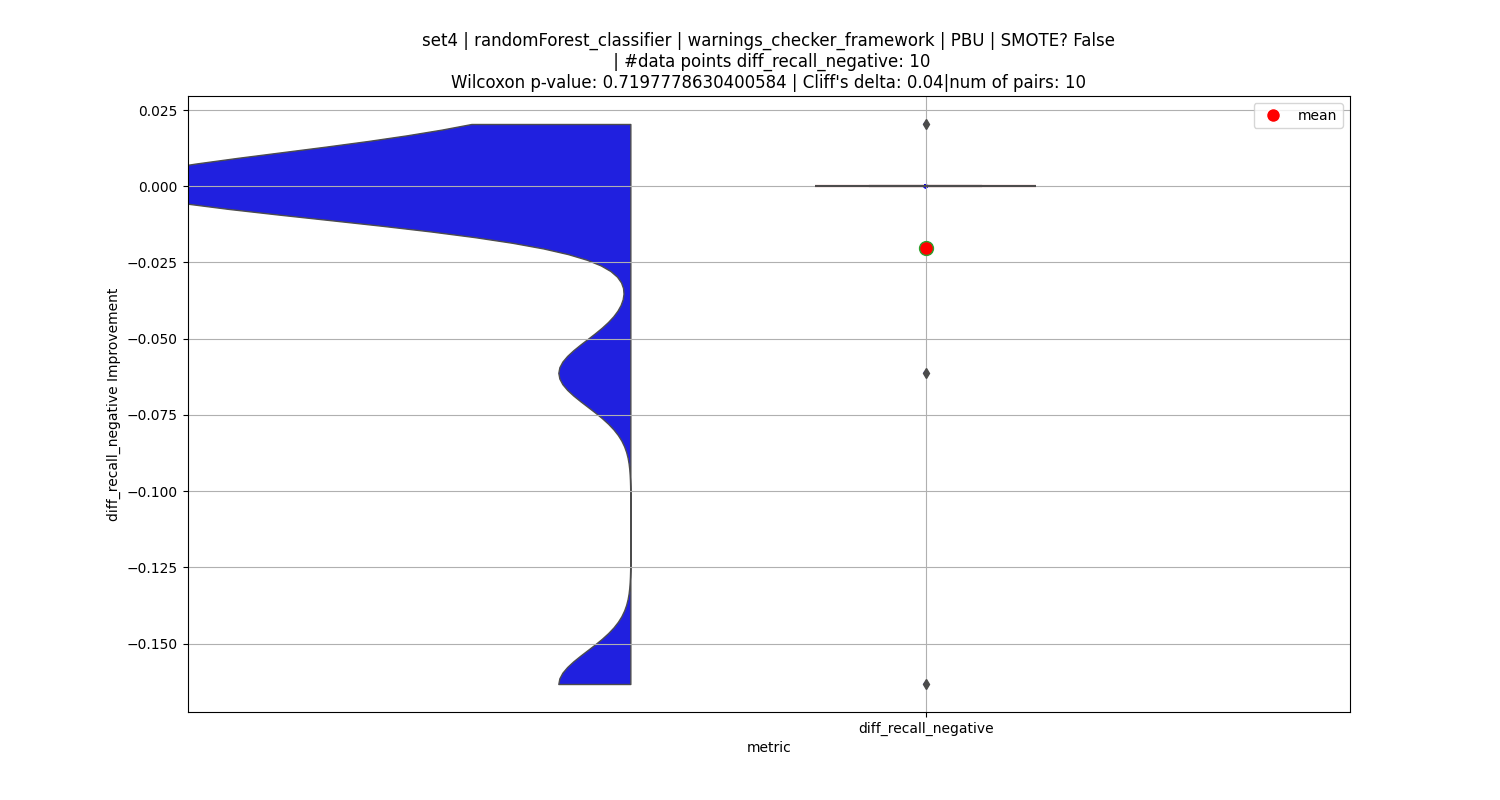 set4 | randomForest_classifier | warnings_checker_framework | PBU | SMOTE? False
| #data points diff_recall_negative: 10
Wilcoxon p-value: 0.7197778630400584 | Cliff's delta: 0.04|num of pairs: 10
mean
0.025
0.000
−0.025
−0.050
−0.075
−0.100
−0.125
−0.150
diff_recall_negative Improvement
diff_recall_negative
metric